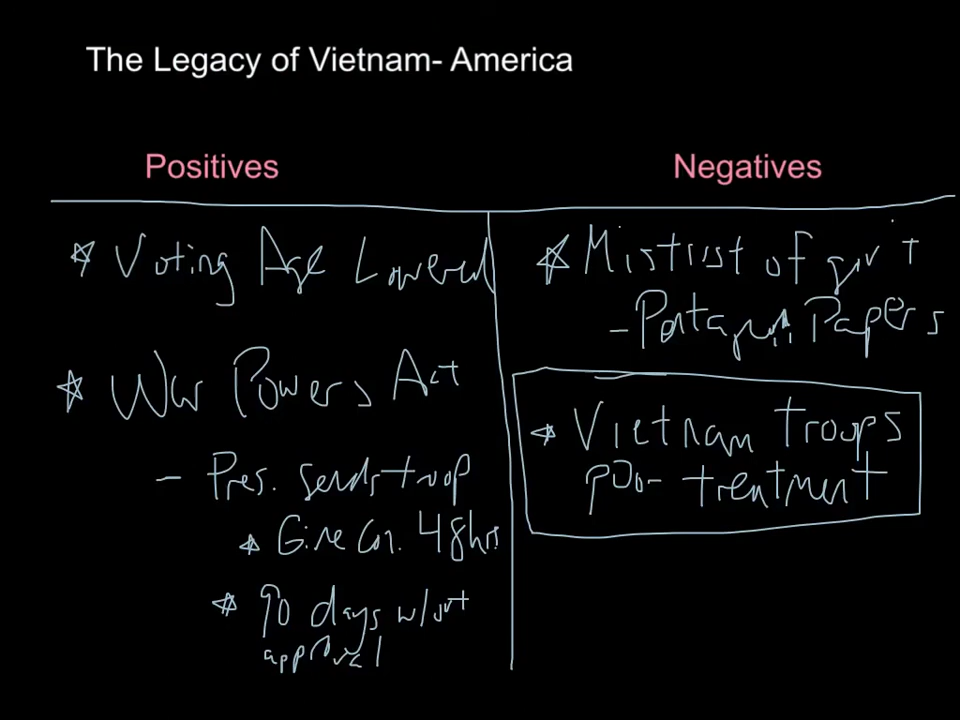 The Legacy of Vietnam- America
Positives
* Voting Age Lowered
* War Powers Act
- Pres. sends troop
* Give Con. 48hrs
* 90 days w/out
approval
Negatives
* Mistrust of gov't
- Pentagon Papers
* Vietnam troops
poor treatment